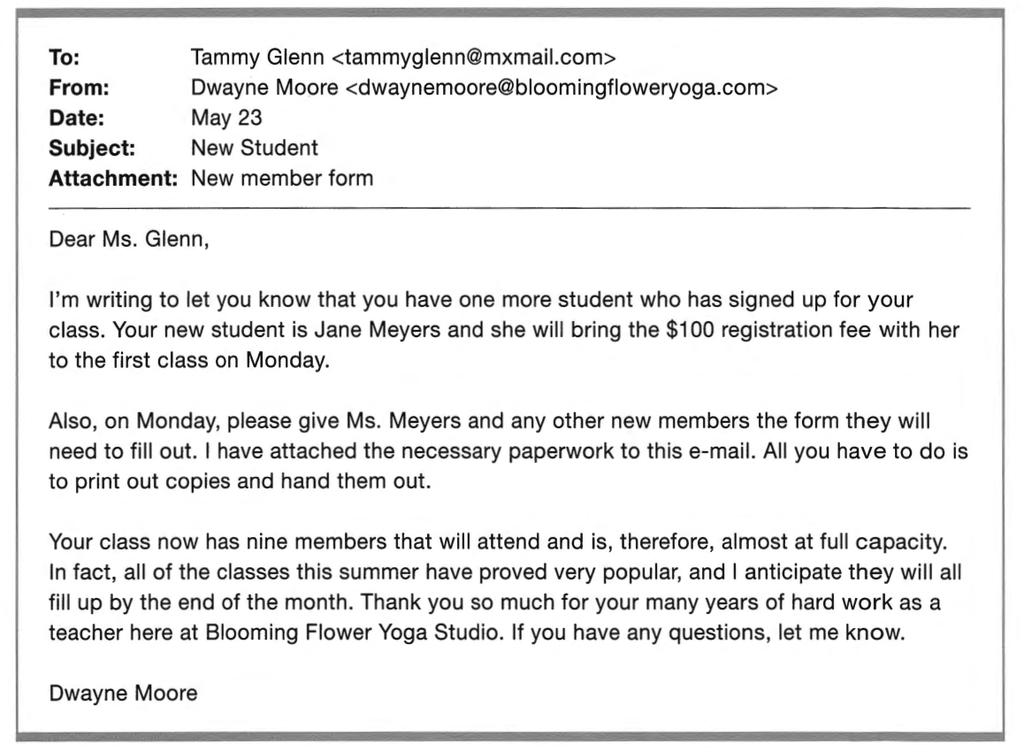 To: Tammy Glenn <tammyglenn@mxmail.com>
From: Dwayne Moore <dwaynemoore@bloomingfloweryoga.com>
Date: May 23
Subject: New Student
Attachment: New member form
Dear Ms. Glenn,
I'm writing to let you know that you have one more student who has signed up for your
class. Your new student is Jane Meyers and she will bring the $100 registration fee with her
to the first class on Monday.
Also, on Monday, please give Ms. Meyers and any other new members the form they will
need to fill out. I have attached the necessary paperwork to this e-mail. All you have to do is
to print out copies and hand them out.
Your class now has nine members that will attend and is, therefore, almost at full capacity.
In fact, all of the classes this summer have proved very popular, and I anticipate they will all
fill up by the end of the month. Thank you so much for your many years of hard work as a
teacher here at Blooming Flower Yoga Studio. If you have any questions, let me know.
Dwayne Moore